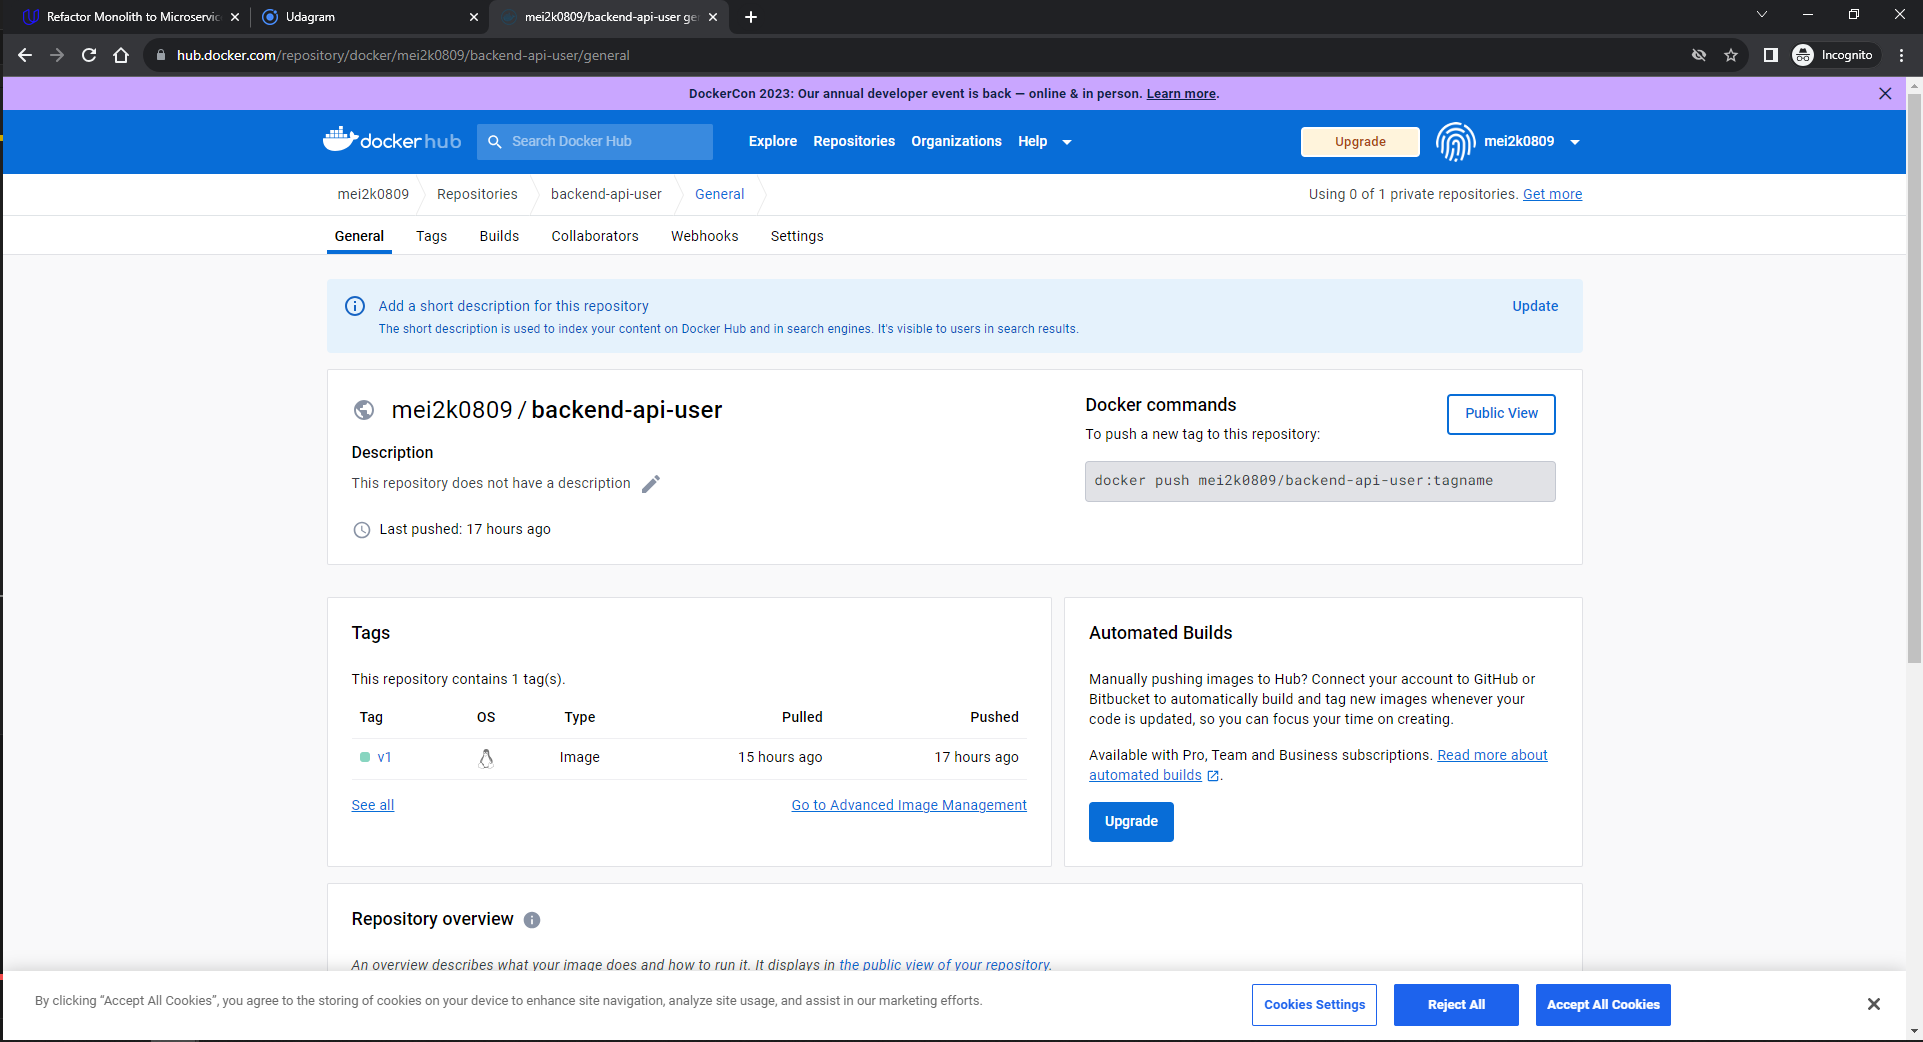 Refactor Monolith to Microservic
Udagram
mei2k0809/backend-api-user ge
hub.docker.com/repository/docker/mei2k0809/backend-api-user/general
Incognito
DockerCon 2023: Our annual developer event is back — online & in person. Learn more.
dockerhub
Search Docker Hub
Explore
Repositories
Organizations
Help
Upgrade
mei2k0809
mei2k0809
Repositories
backend-api-user
General
Using 0 of 1 private repositories. Get more
General
Tags
Builds
Collaborators
Webhooks
Settings
Add a short description for this repository
Update
The short description is used to index your content on Docker Hub and in search engines. It's visible to users in search results.
mei2k0809 / backend-api-user
Description
This repository does not have a description
Last pushed: 17 hours ago
Docker commands
Public View
To push a new tag to this repository:
docker push mei2k0809/backend-api-user:tagname
Tags
This repository contains 1 tag(s).
Tag OS Type Pulled Pushed
v1 Image 15 hours ago 17 hours ago
See all
Go to Advanced Image Management
Automated Builds
Manually pushing images to Hub? Connect your account to GitHub or
Bitbucket to automatically build and tag new images whenever your
code is updated, so you can focus your time on creating.
Available with Pro, Team and Business subscriptions. Read more about
automated builds .
Upgrade
Repository overview
An overview describes what your image does and how to run it. It displays in the public view of your repository.
By clicking “Accept All Cookies”, you agree to the storing of cookies on your device to enhance site navigation, analyze site usage, and assist in our marketing efforts.
Cookies Settings
Reject All
Accept All Cookies